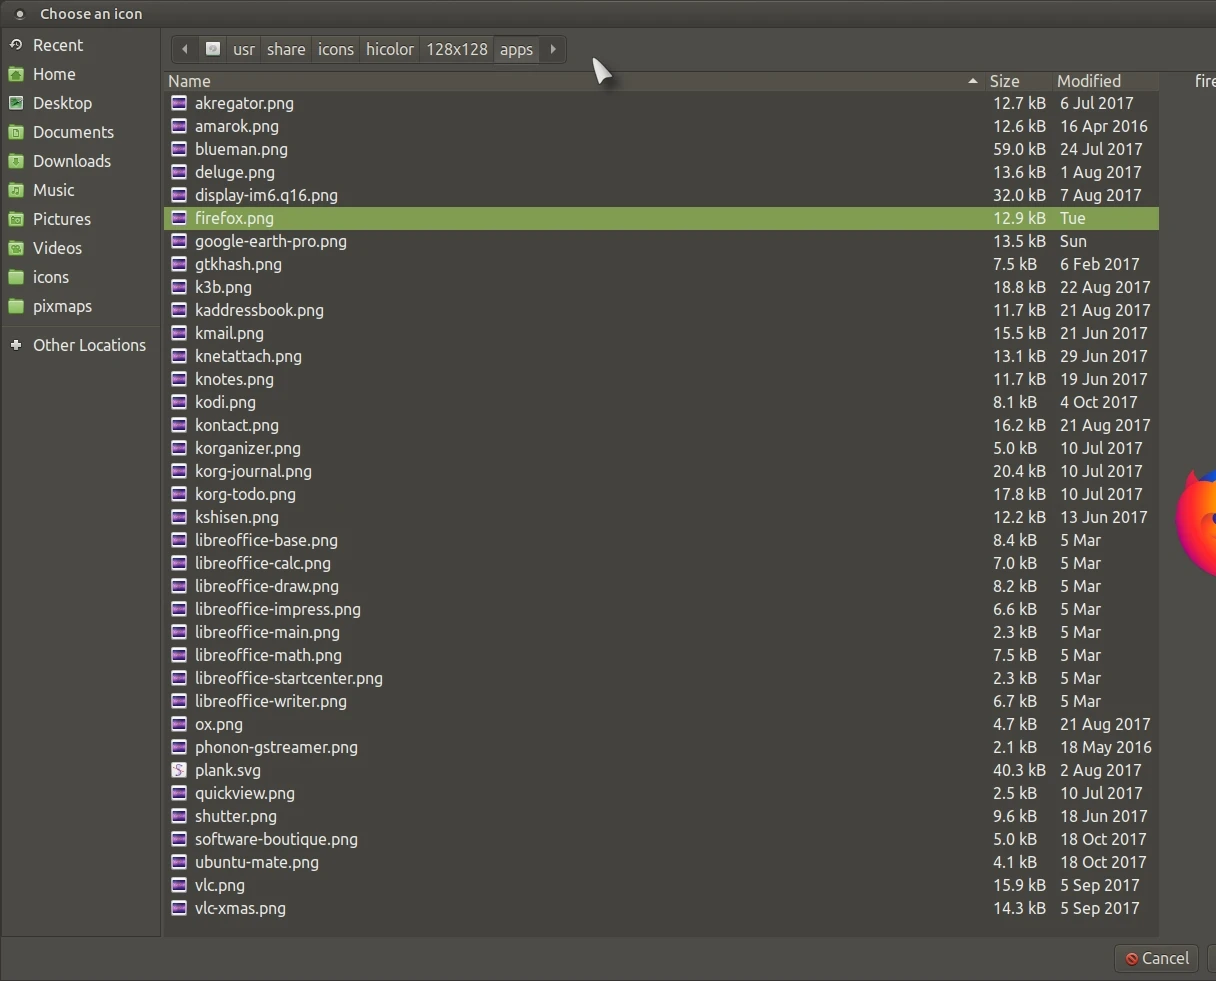 Choose an icon
Recent
Home
Desktop
Documents
Downloads
Music
Pictures
Videos
icons
pixmaps
Other Locations
usr share icons hicolor 128x128 apps
Name Size Modified
akregator.png 12.7 kB 6 Jul 2017
amarok.png 12.6 kB 16 Apr 2016
blueman.png 59.0 kB 24 Jul 2017
deluge.png 13.6 kB 1 Aug 2017
display-im6.q16.png 32.0 kB 7 Aug 2017
firefox.png 12.9 kB Tue
google-earth-pro.png 13.5 kB Sun
gtkhash.png 7.5 kB 6 Feb 2017
k3b.png 18.8 kB 22 Aug 2017
kaddressbook.png 11.7 kB 21 Aug 2017
kmail.png 15.5 kB 21 Jun 2017
knetattach.png 13.1 kB 29 Jun 2017
knotes.png 11.7 kB 19 Jun 2017
kodi.png 8.1 kB 4 Oct 2017
kontact.png 16.2 kB 21 Aug 2017
korganizer.png 5.0 kB 10 Jul 2017
korg-journal.png 20.4 kB 10 Jul 2017
korg-todo.png 17.8 kB 10 Jul 2017
kshisen.png 12.2 kB 13 Jun 2017
libreoffice-base.png 8.4 kB 5 Mar
libreoffice-calc.png 7.0 kB 5 Mar
libreoffice-draw.png 8.2 kB 5 Mar
libreoffice-impress.png 6.6 kB 5 Mar
libreoffice-main.png 2.3 kB 5 Mar
libreoffice-math.png 7.5 kB 5 Mar
libreoffice-startcenter.png 2.3 kB 5 Mar
libreoffice-writer.png 6.7 kB 5 Mar
ox.png 4.7 kB 21 Aug 2017
phonon-gstreamer.png 2.1 kB 18 May 2016
plank.svg 40.3 kB 2 Aug 2017
quickview.png 2.5 kB 10 Jul 2017
shutter.png 9.6 kB 18 Jun 2017
software-boutique.png 5.0 kB 18 Oct 2017
ubuntu-mate.png 4.1 kB 18 Oct 2017
vlc.png 15.9 kB 5 Sep 2017
vlc-xmas.png 14.3 kB 5 Sep 2017
Cancel